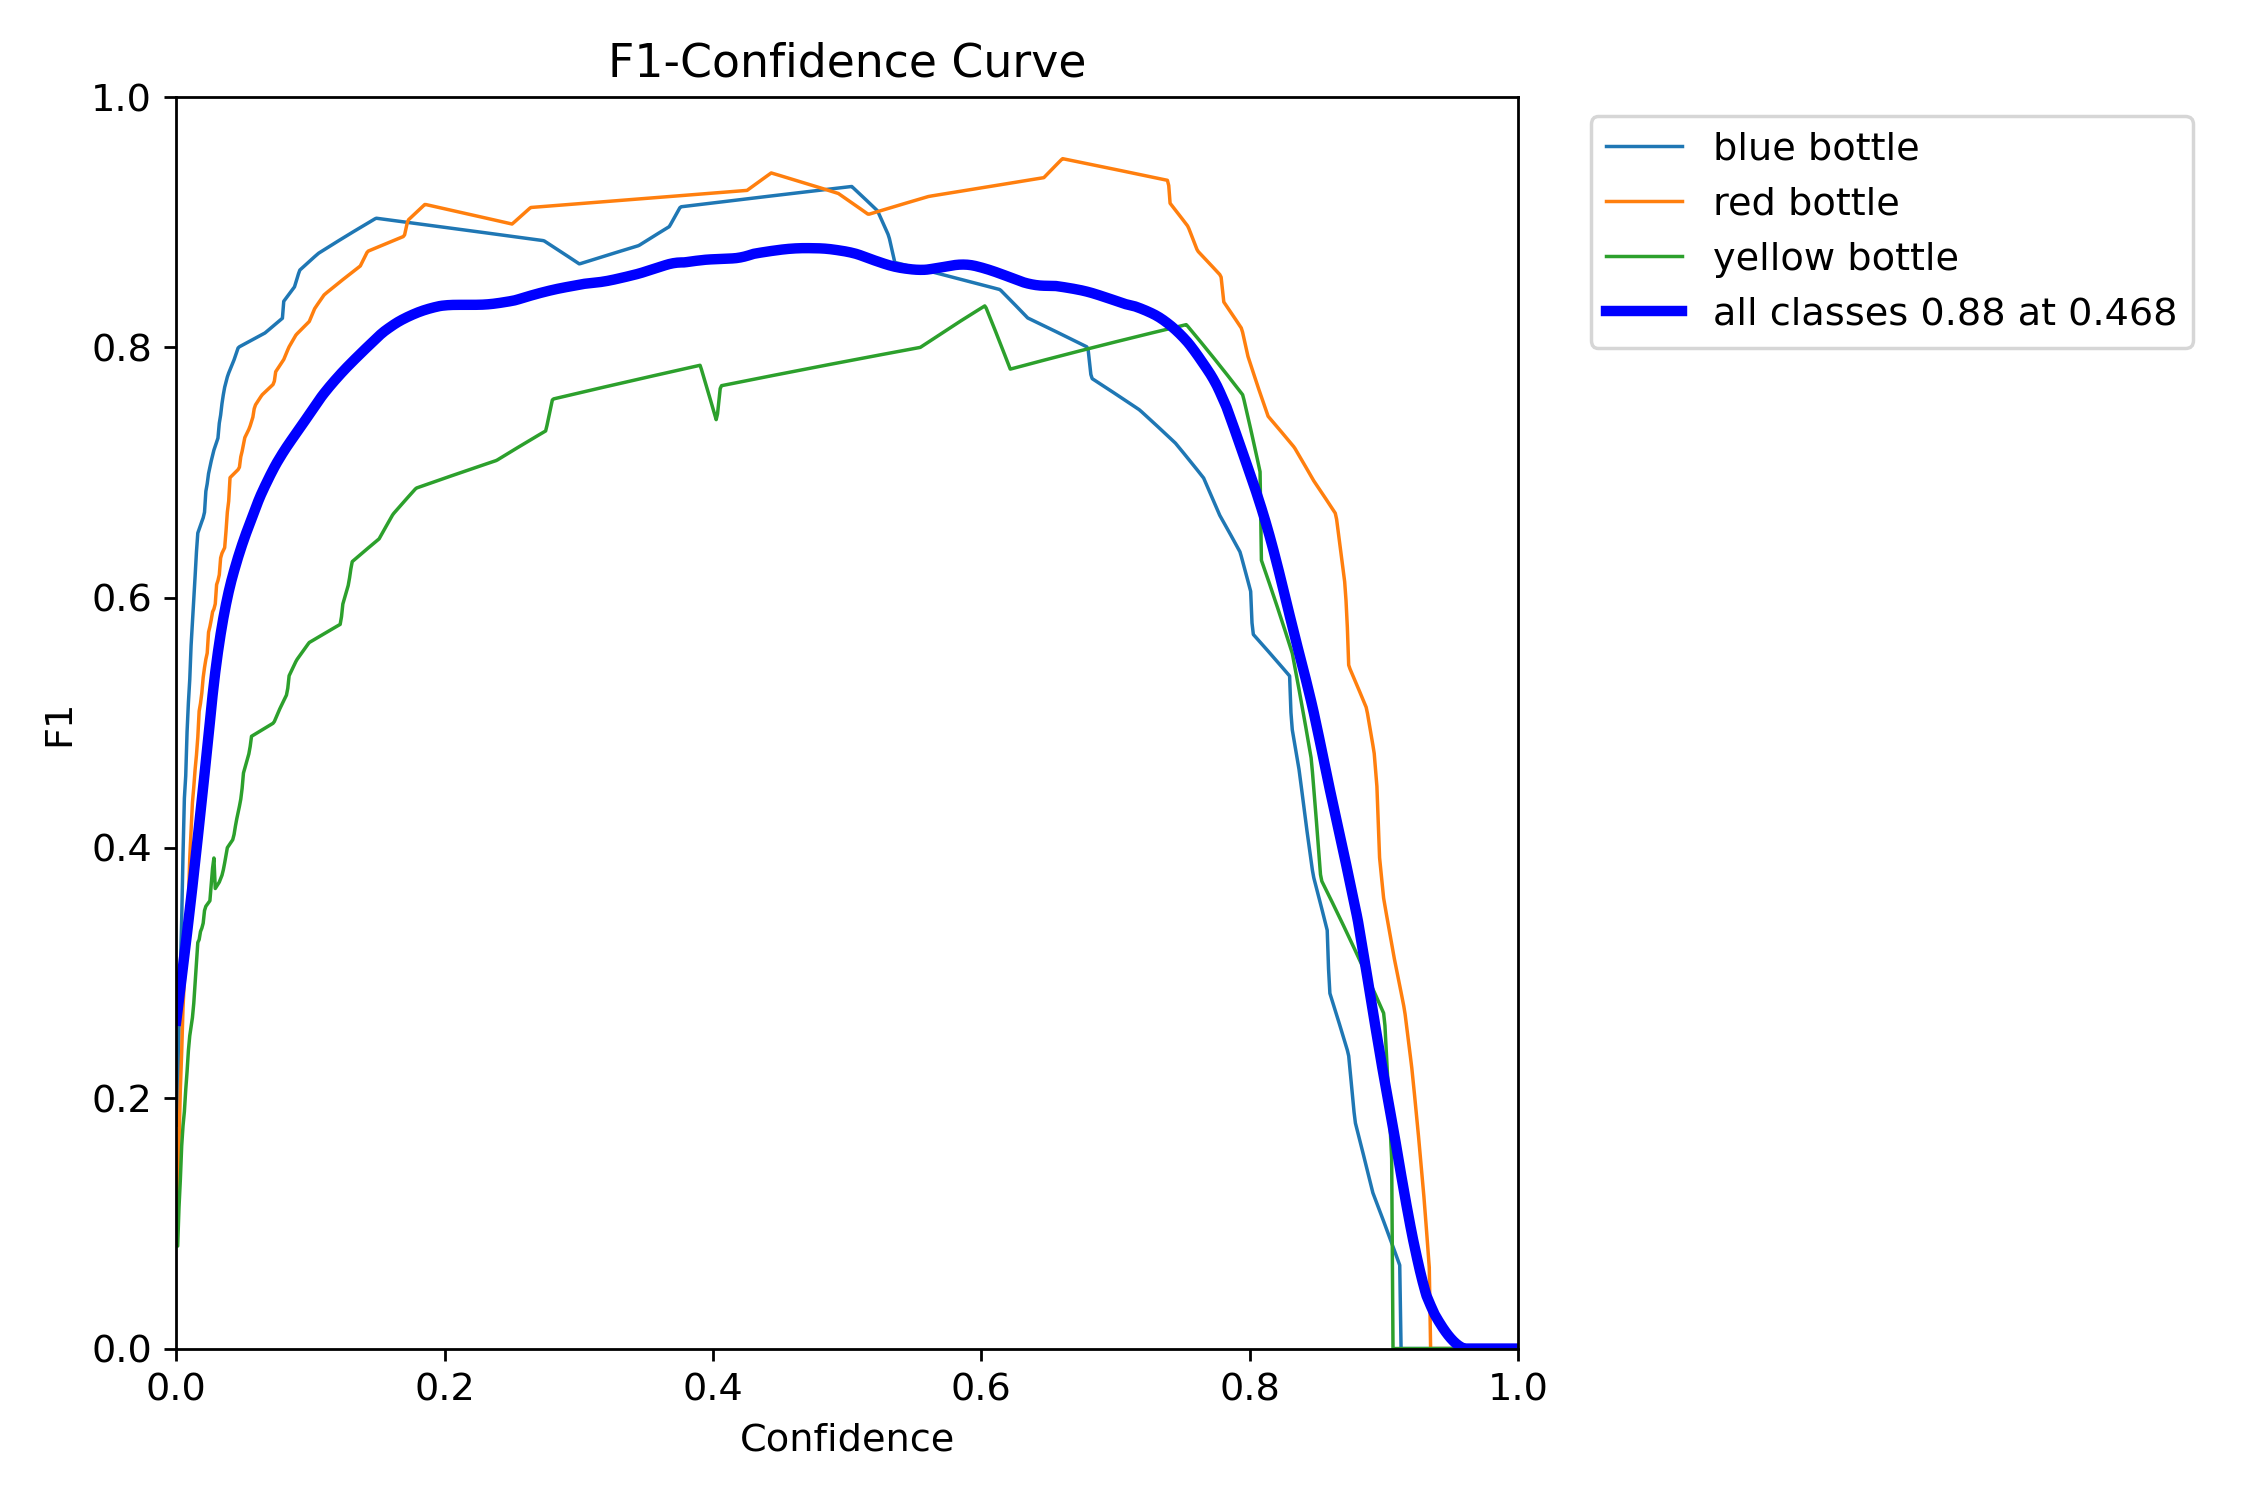 F1-Confidence Curve
1.0
0.8
0.6
0.4
0.2
0.0
F1
0.0 0.2 0.4 0.6 0.8 1.0
Confidence
blue bottle
red bottle
yellow bottle
all classes 0.88 at 0.468